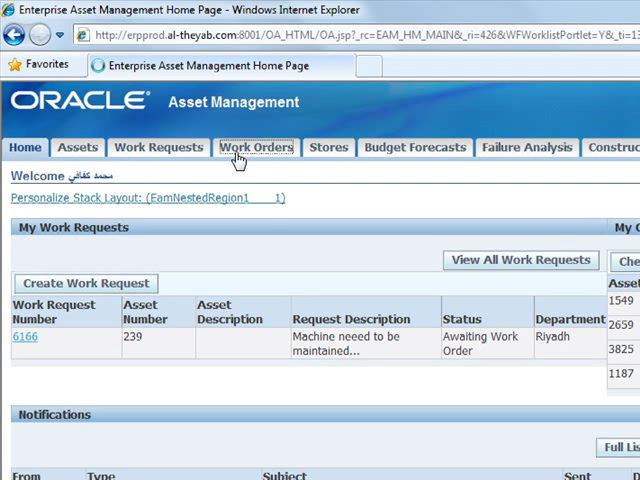 Enterprise Asset Management Home Page - Windows Internet Explorer
http://erpprod.al-theyab.com:8001/OA_HTML/OA.jsp?_rc=EAM_HM_MAIN&_ri=426&WFWorklistPortlet=Y&_ti=13
Favorites Enterprise Asset Management Home Page
ORACLE Asset Management
Home Assets Work Requests Work Orders Stores Budget Forecasts Failure Analysis Construc
Welcome محمد كفافي
Personalize Stack Layout: (EamNestedRegion1____1)
My Work Requests My C
View All Work Requests Che
Create Work Request Asset
Work Request Number Asset Number Asset Description Request Description Status Department
6166 239 Machine neeed to be maintained... Awaiting Work Order Riyadh
1549
2659
3825
1187
Notifications
Full Lis
From Type Subject Sent D